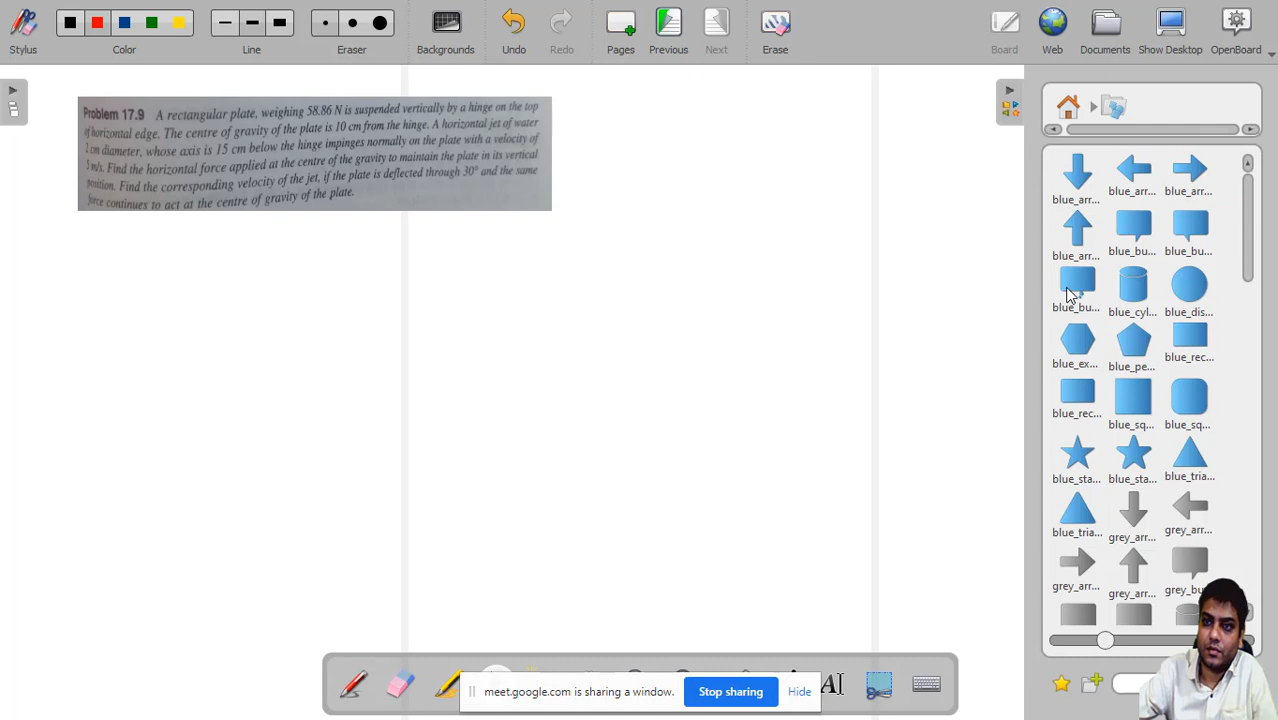 Stylus
Color
Line
Eraser
Backgrounds
Undo
Redo
Pages
Previous
Next
Erase
Board
Web
Documents
Show Desktop
OpenBoard
Problem 17.9 A rectangular plate, weighing 58.86 N is suspended vertically by a hinge on the top
of horizontal edge. The centre of gravity of the plate is 10 cm from the hinge. A horizontal jet of water
cm diameter, whose axis is 15 cm below the hinge impinges normally on the plate with a velocity of
5 m/s. Find the horizontal force applied at the centre of the gravity to maintain the plate in its vertical
position. Find the corresponding velocity of the jet, if the plate is deflected through 30° and the same
force continues to act at the centre of gravity of the plate.
blue_arr... blue_arr... blue_arr...
blue_arr... blue_bu... blue_bu...
blue_bu... blue_cyl... blue_dis...
blue_ex... blue_pe... blue_rec...
blue_rec... blue_sq... blue_sq...
blue_sta... blue_sta... blue_tria...
blue_tria... grey_arr... grey_arr...
grey_arr... grey_arr... grey_bu
meet.google.com is sharing a window. Stop sharing Hide